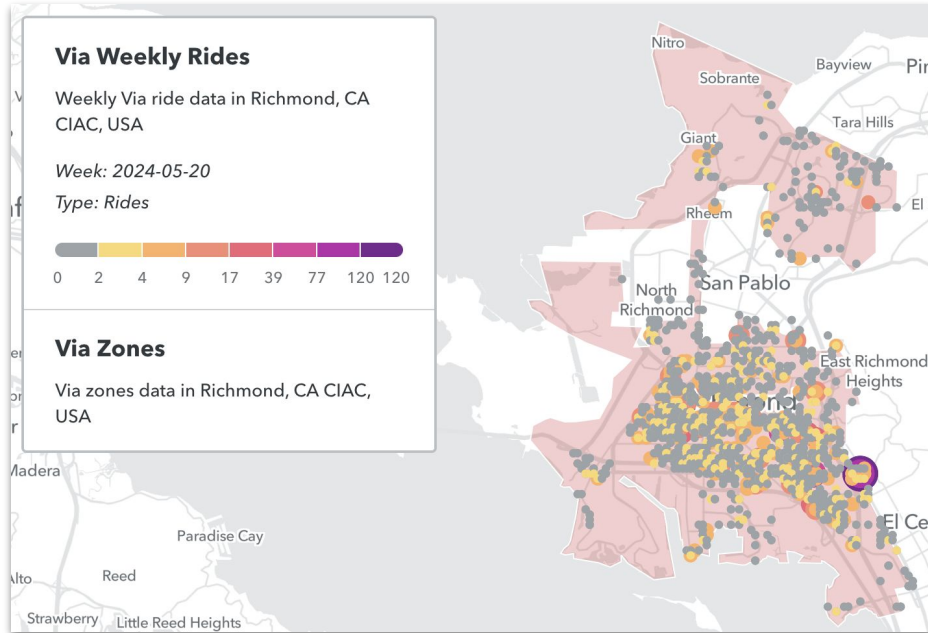 Via Weekly Rides
Weekly Via ride data in Richmond, CA
CIAC, USA
Week: 2024-05-20
Type: Rides
0 2 4 9 17 39 77 120 120
Via Zones
Via zones data in Richmond, CA CIAC,
USA
Nitro
Sobrante
Bayview
Tara Hills
Giant
Rheem
El
San Pablo
North
Richmond
East Richmond
Heights
El Ce
Madera
Paradise Cay
Alto
Reed
Strawberry
Little Reed Heights